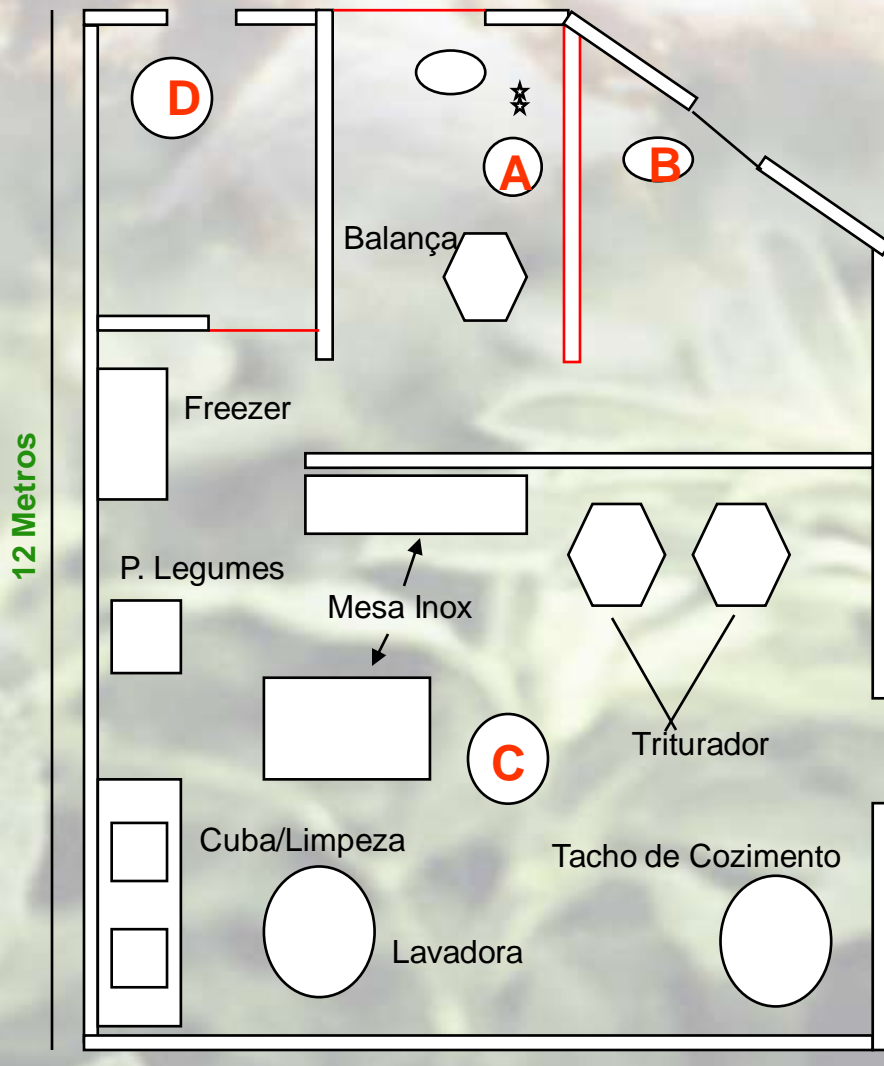 D
A
B
Balança
Freezer
12 Metros
P. Legumes
Mesa Inox
Triturador
C
Cuba/Limpeza
Tacho de Cozimento
Lavadora